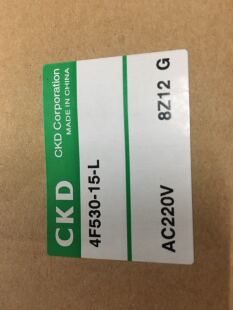 CKD
CKD Corporation
MADE IN CHINA
4F530-15-L
AC220V
8Z12 G